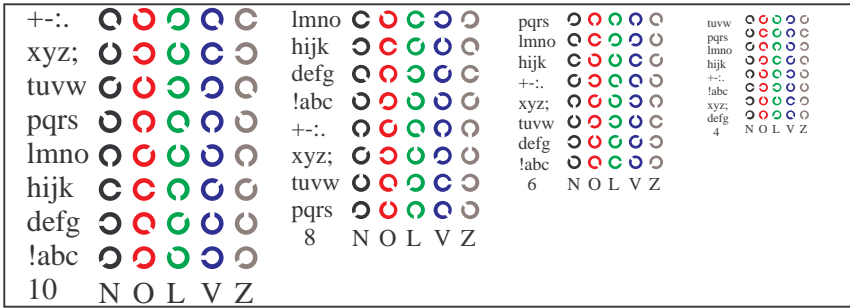 +-:.
xyz;
tuvw
pqrs
lmno
hijk
defg
!abc
10 N O L V Z
lmno
hijk
defg
!abc
+-:.
xyz;
tuvw
pqrs
8 N O L V Z
pqrs
lmno
hijk
+-:.
xyz;
tuvw
defg
!abc
6 N O L V Z
tuvw
pqrs
lmno
hijk
+-:.
!abc
xyz;
defg
4 N O L V Z